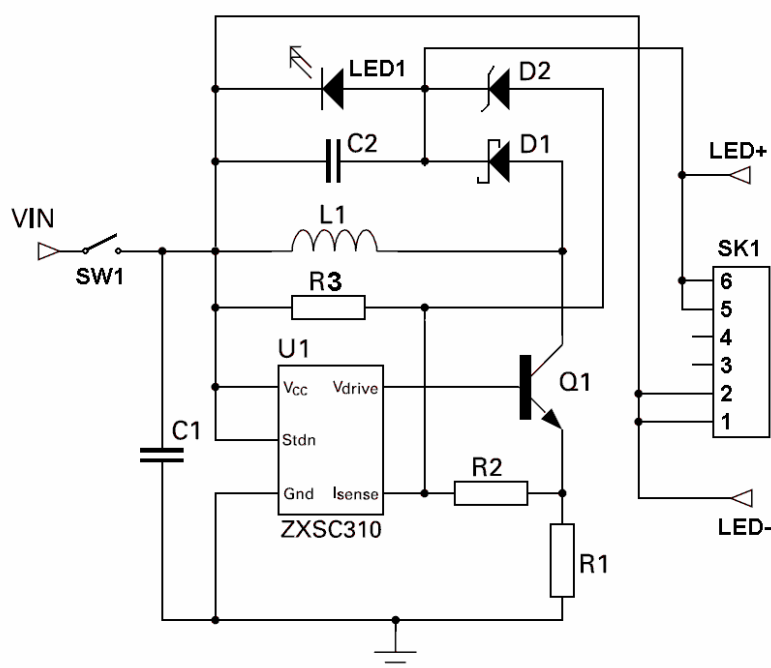 LED1
D2
C2
D1
LED+
VIN
L1
SK1
SW1
R3
6
5
4
3
2
1
U1
Vcc
Vdrive
Q1
C1
Stdn
R2
Gnd
Isense
LED-
ZXSC310
R1